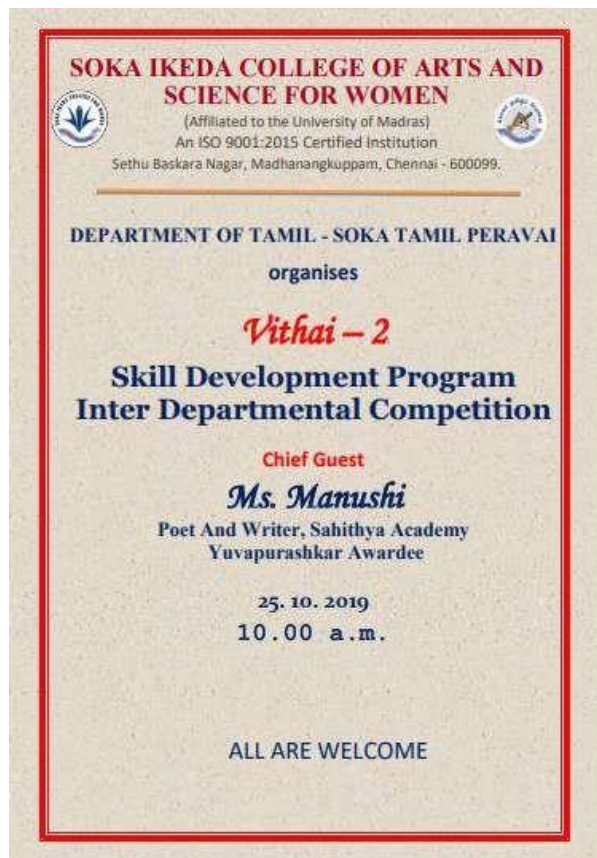 SOKA IKEDA COLLEGE OF ARTS AND
SCIENCE FOR WOMEN
(Affiliated to the University of Madras)
An ISO 9001:2015 Certified Institution
Sethu Baskara Nagar, Madhanangkuppam, Chennai - 600099.
DEPARTMENT OF TAMIL - SOKA TAMIL PERAVAI
organises
Vithai – 2
Skill Development Program
Inter Departmental Competition
Chief Guest
Ms. Manushi
Poet And Writer, Sahithya Academy
Yuvapurashkar Awardee
25. 10. 2019
10.00 a.m.
ALL ARE WELCOME